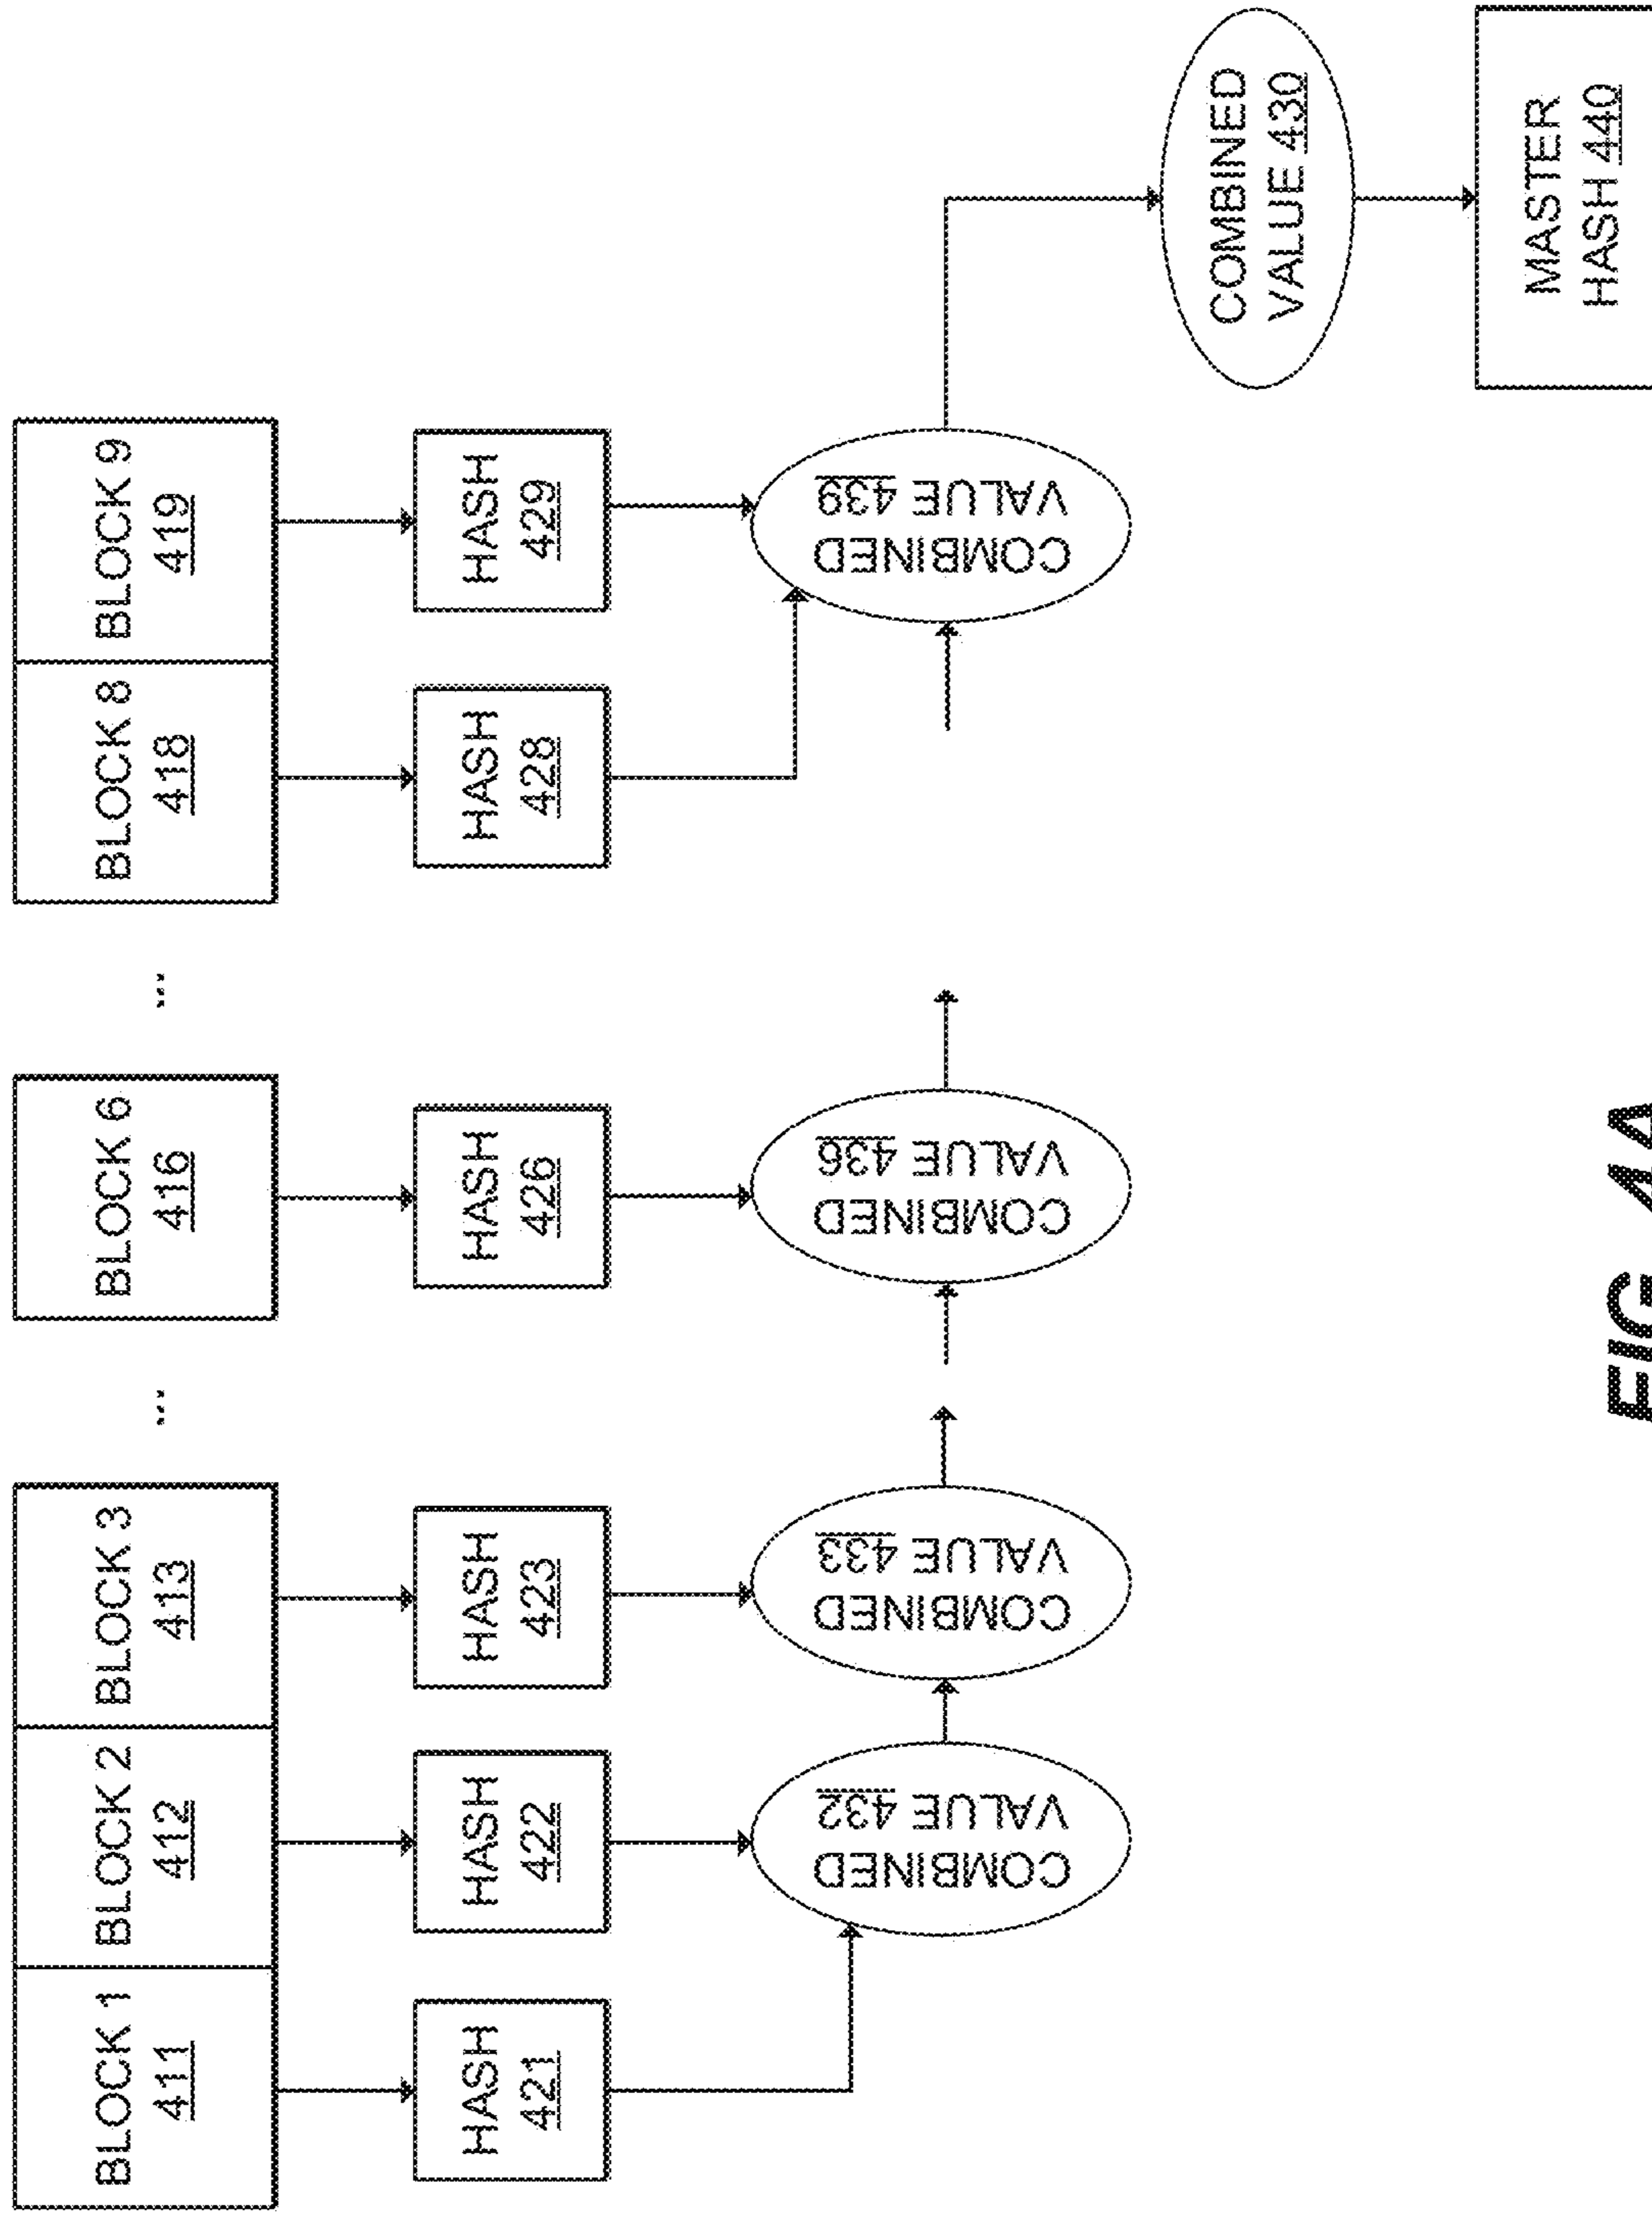 BLOCK 1
411
BLOCK 2
412
BLOCK 3
413
...
BLOCK 6
416
...
BLOCK 8
418
BLOCK 9
419
HASH
421
HASH
422
HASH
423
HASH
426
HASH
428
HASH
429
COMBINED
VALUE 432
COMBINED
VALUE 433
COMBINED
VALUE 436
COMBINED
VALUE 439
COMBINED
VALUE 430
MASTER
HASH 440
FIG. 4A